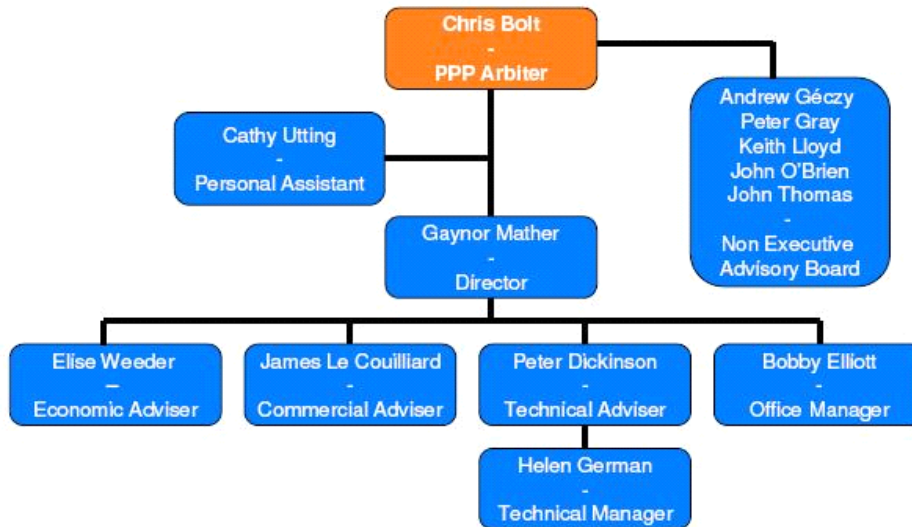 Chris Bolt
-
PPP Arbiter
Andrew Géczy
Peter Gray
Keith Lloyd
John O'Brien
John Thomas
-
Non Executive
Advisory Board
Cathy Utting
-
Personal Assistant
Gaynor Mather
-
Director
Elise Weeder
–
Economic Adviser
James Le Couilliard
-
Commercial Adviser
Peter Dickinson
-
Technical Adviser
Bobby Elliott
-
Office Manager
Helen German
-
Technical Manager